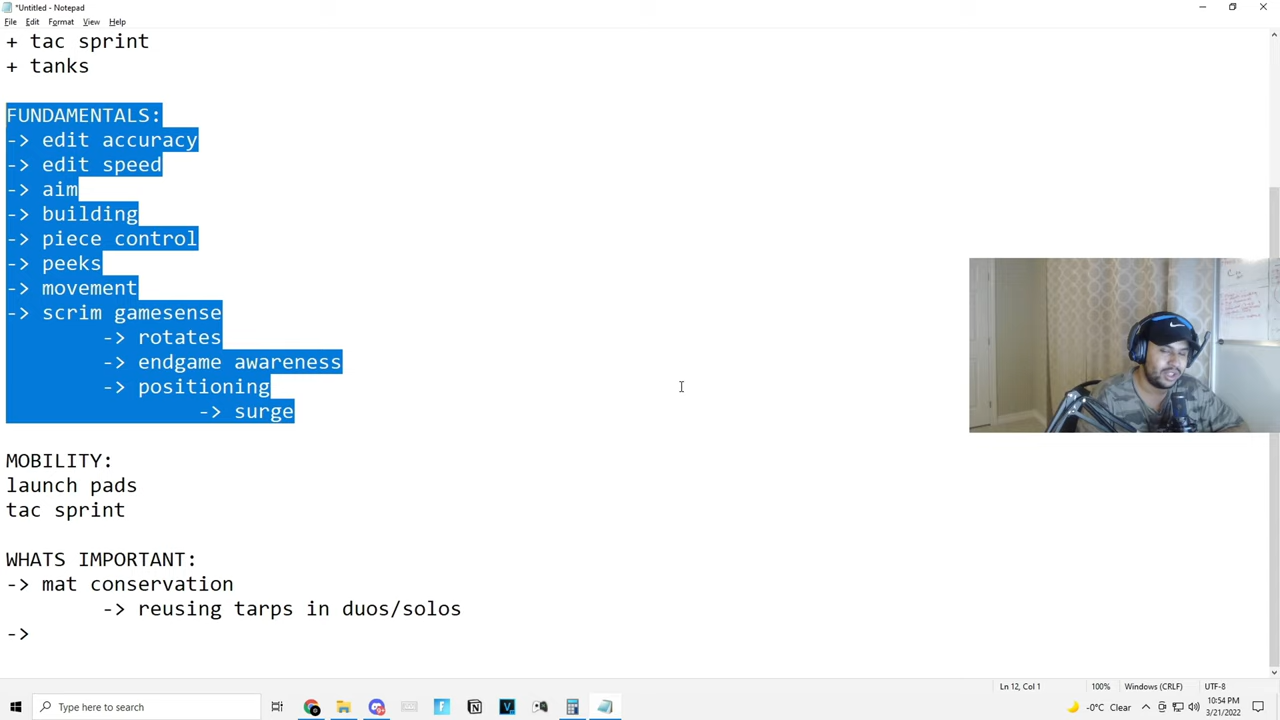 *Untitled - Notepad
File Edit Format View Help
+ tac sprint
+ tanks
FUNDAMENTALS:
-> edit accuracy
-> edit speed
-> aim
-> building
-> piece control
-> peeks
-> movement
-> scrim gamesense
-> rotates
-> endgame awareness
-> positioning
-> surge
MOBILITY:
launch pads
tac sprint
WHATS IMPORTANT:
-> mat conservation
-> reusing tarps in duos/solos
->
Ln 12, Col 1 100% Windows (CRLF) UTF-8
Type here to search
-0°C Clear
10:54 PM
3/21/2022